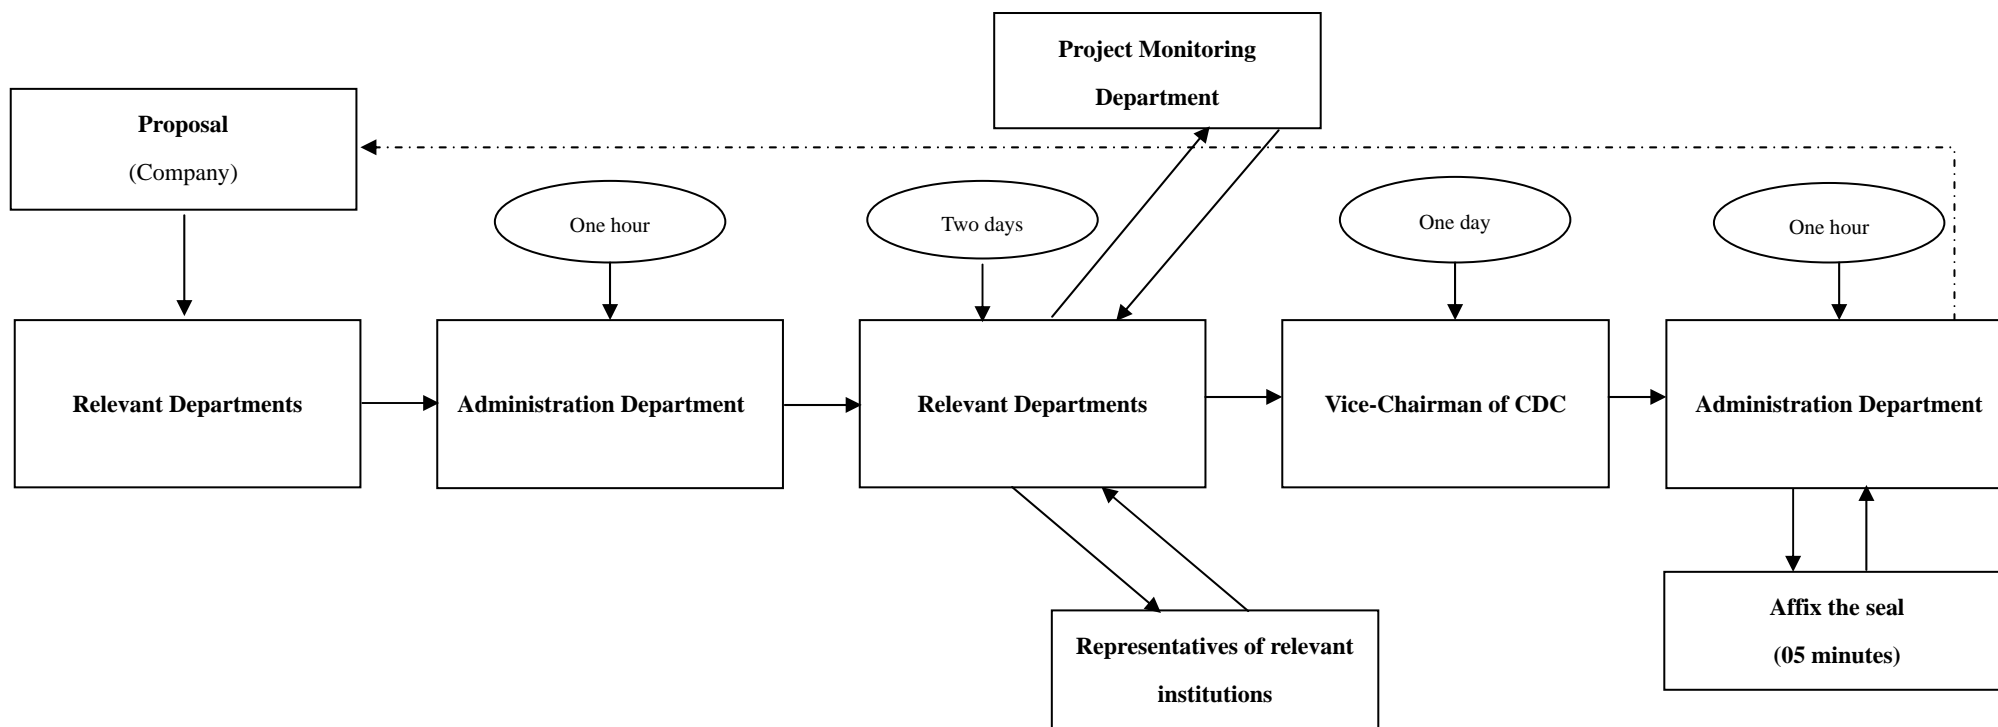 Project Monitoring
Department
Proposal
(Company)
One hour
Two days
One day
One hour
Relevant Departments
Administration Department
Relevant Departments
Vice-Chairman of CDC
Administration Department
Affix the seal
(05 minutes)
Representatives of relevant
institutions